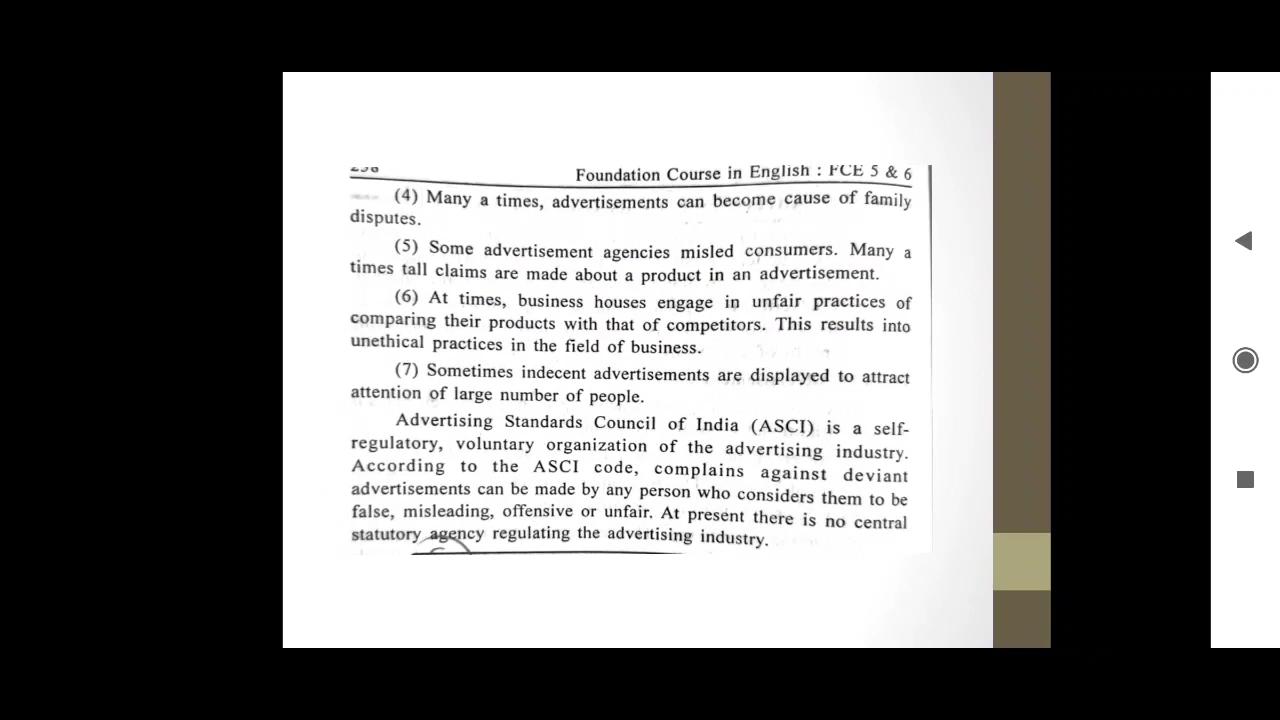 Foundation Course in English : FCE 5 & 6
(4) Many a times, advertisements can become cause of family
disputes.
(5) Some advertisement agencies misled consumers. Many a
times tall claims are made about a product in an advertisement.
(6) At times, business houses engage in unfair practices of
comparing their products with that of competitors. This results into
unethical practices in the field of business.
(7) Sometimes indecent advertisements are displayed to attract
attention of large number of people.
Advertising Standards Council of India (ASCI) is a self-
regulatory, voluntary organization of the advertising industry.
According to the ASCI code, complains against deviant
advertisements can be made by any person who considers them to be
false, misleading, offensive or unfair. At present there is no central
statutory agency regulating the advertising industry.